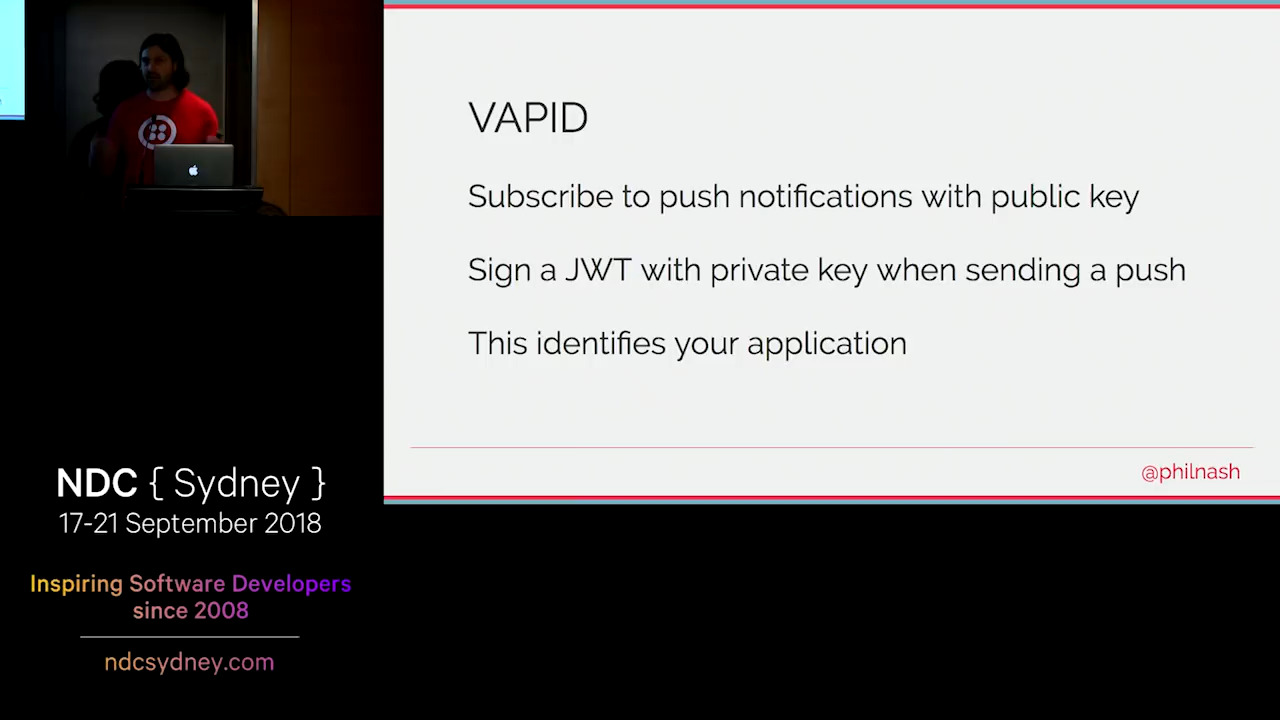 VAPID
Subscribe to push notifications with public key
Sign a JWT with private key when sending a push
This identifies your application
@philnash
NDC { Sydney }
17-21 September 2018
Inspiring Software Developers
since 2008
ndcsydney.com